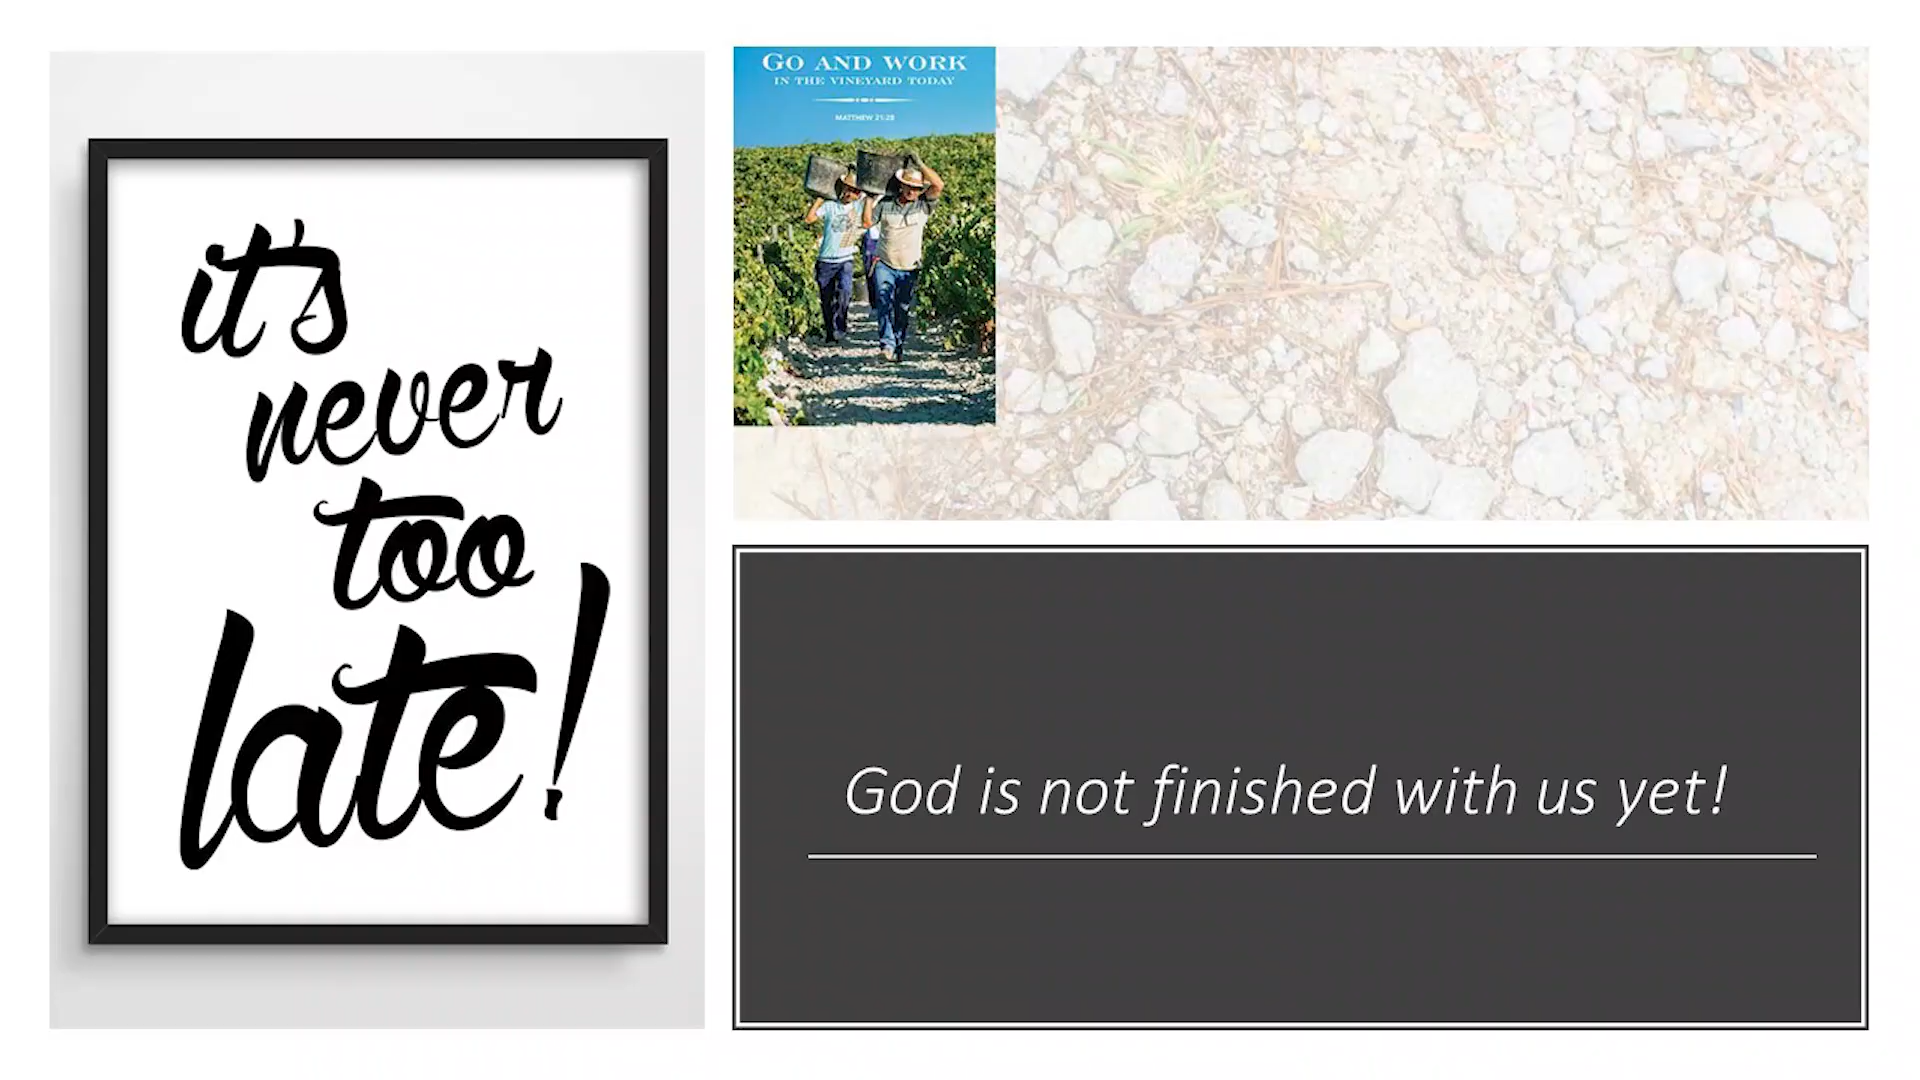 it's
never
too
late!
GO AND WORK
IN THE VINEYARD TODAY
MATTHEW 21:28
God is not finished with us yet!